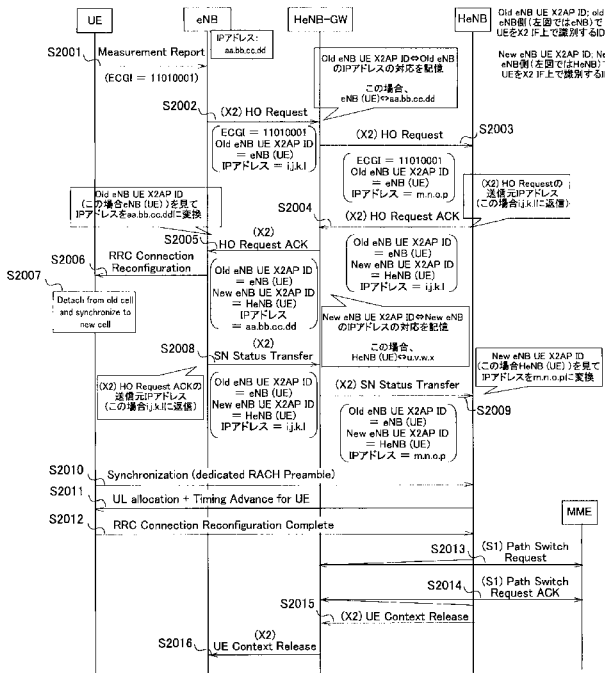 UE
eNB
HeNB-GW
HeNB
Old eNB UE X2AP ID; old
eNB側(左図ではeNB)で
UEをX2 IF上で識別するID
New eNB UE X2AP ID; Ne
eNB側(左図ではHeNB)で
UEをX2 IF上で識別するI
IPアドレス:
aa.bb.cc.dd
S2001
Measurement Report
(ECGI = 11010001)
Old eNB UE X2AP ID⇔Old eNB
のIPアドレスの対応を記憶
この場合、
eNB (UE)⇔aa.bb.cc.dd
S2002
(X2) HO Request
ECGI = 11010001
Old eNB UE X2AP ID
= eNB (UE)
IPアドレス = i.j.k.l
(X2) HO Request
S2003
ECGI = 11010001
Old eNB UE X2AP ID
= eNB (UE)
IPアドレス = m.n.o.p
(X2) HO Requestの
送信元IPアドレス
(この場合i.j.k.lに返信)
Old eNB UE X2AP ID
(この場合eNB (UE))を見て
IPアドレスをaa.bb.cc.ddに変換
S2004
(X2) HO Request ACK
S2005
(X2)
HO Request ACK
Old eNB UE X2AP ID
= eNB (UE)
New eNB UE X2AP ID
= HeNB (UE)
IPアドレス = i.j.k.l
S2006
RRC Connection
Reconfiguration
Old eNB UE X2AP ID
= eNB (UE)
New eNB UE X2AP ID
= HeNB (UE)
IPアドレス
= aa.bb.cc.dd
S2007
Detach from old cell
and synchronize to
new cell
New eNB UE X2AP ID⇔New eNB
のIPアドレスの対応を記憶
この場合、
HeNB (UE)⇔u.v.w.x
S2008
(X2)
SN Status Transfer
New eNB UE X2AP ID
(この場合HeNB (UE))を見て
IPアドレスをm.n.o.pに変換
(X2) HO Request ACKの
送信元IPアドレス
(この場合i.j.k.lに返信)
Old eNB UE X2AP ID
= eNB (UE)
New eNB UE X2AP ID
= HeNB (UE)
IPアドレス = i.j.k.l
(X2) SN Status Transfer
S2009
Old eNB UE X2AP ID
= eNB (UE)
New eNB UE X2AP ID
= HeNB (UE)
IPアドレス = m.n.o.p
S2010
Synchronization (dedicated RACH Preamble)
S2011
UL allocation + Timing Advance for UE
S2012
RRC Connection Reconfiguration Complete
MME
S2013
(S1) Path Switch
Request
S2014
(S1) Path Switch
Request ACK
S2015
(X2) UE Context Release
S2016
(X2)
UE Context Release